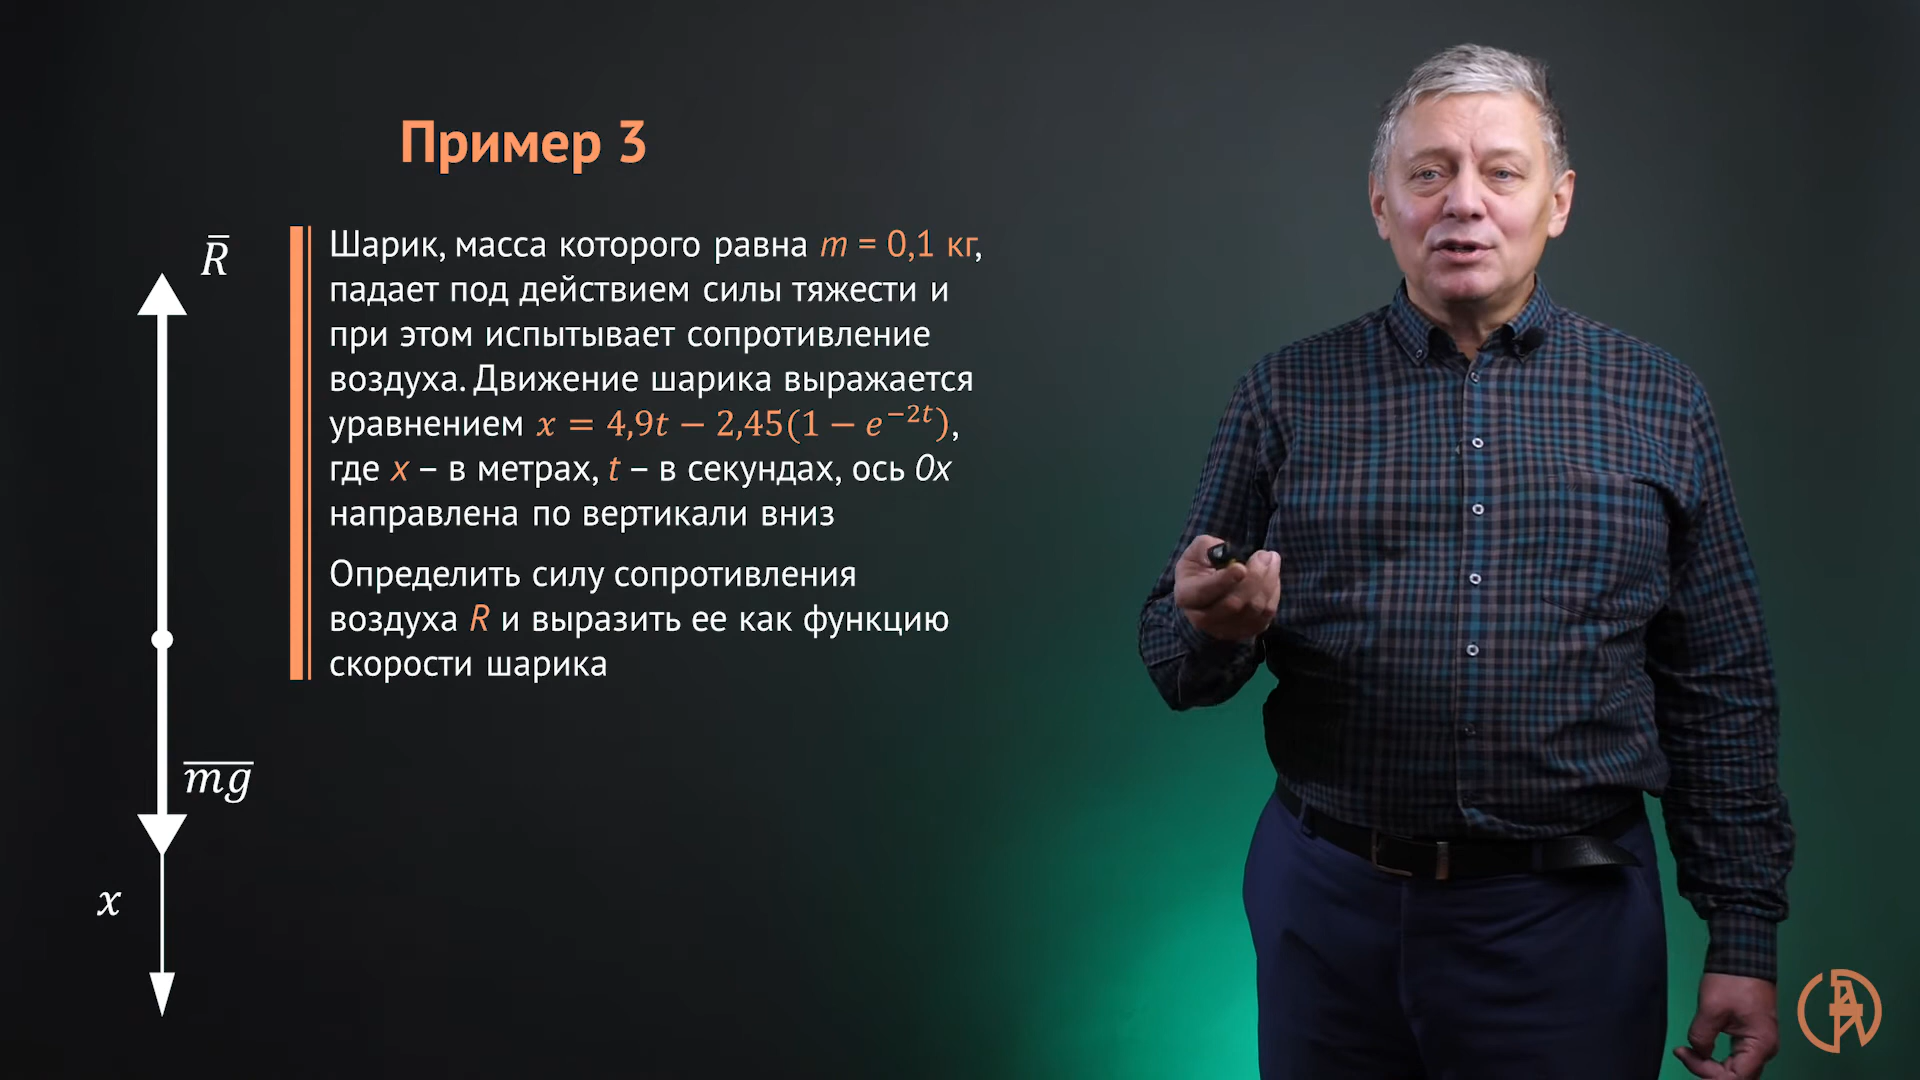 Пример 3
R̅
Шарик, масса которого равна m = 0,1 кг,
падает под действием силы тяжести и
при этом испытывает сопротивление
воздуха. Движение шарика выражается
уравнением x = 4,9t − 2,45(1 − e^{−2t}),
где x – в метрах, t – в секундах, ось 0x
направлена по вертикали вниз
Определить силу сопротивления
воздуха R и выразить ее как функцию
скорости шарика
m̅g̅
x